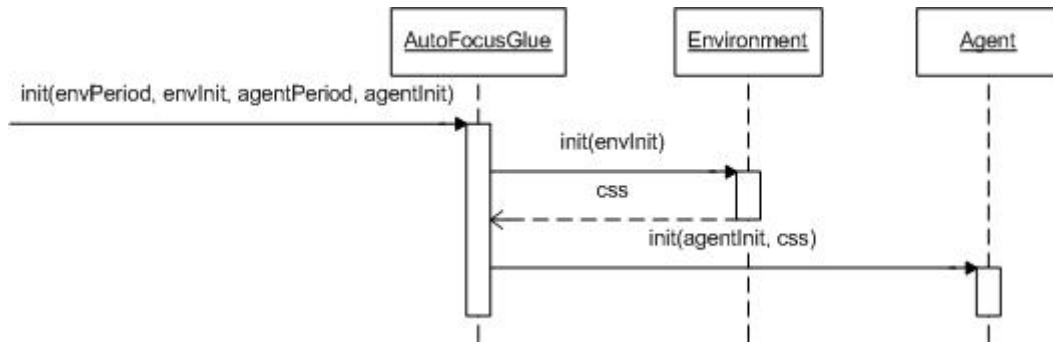 AutoFocusGlue
Environment
Agent
init(envPeriod, envInit, agentPeriod, agentInit)
init(envInit)
css
init(agentInit, css)